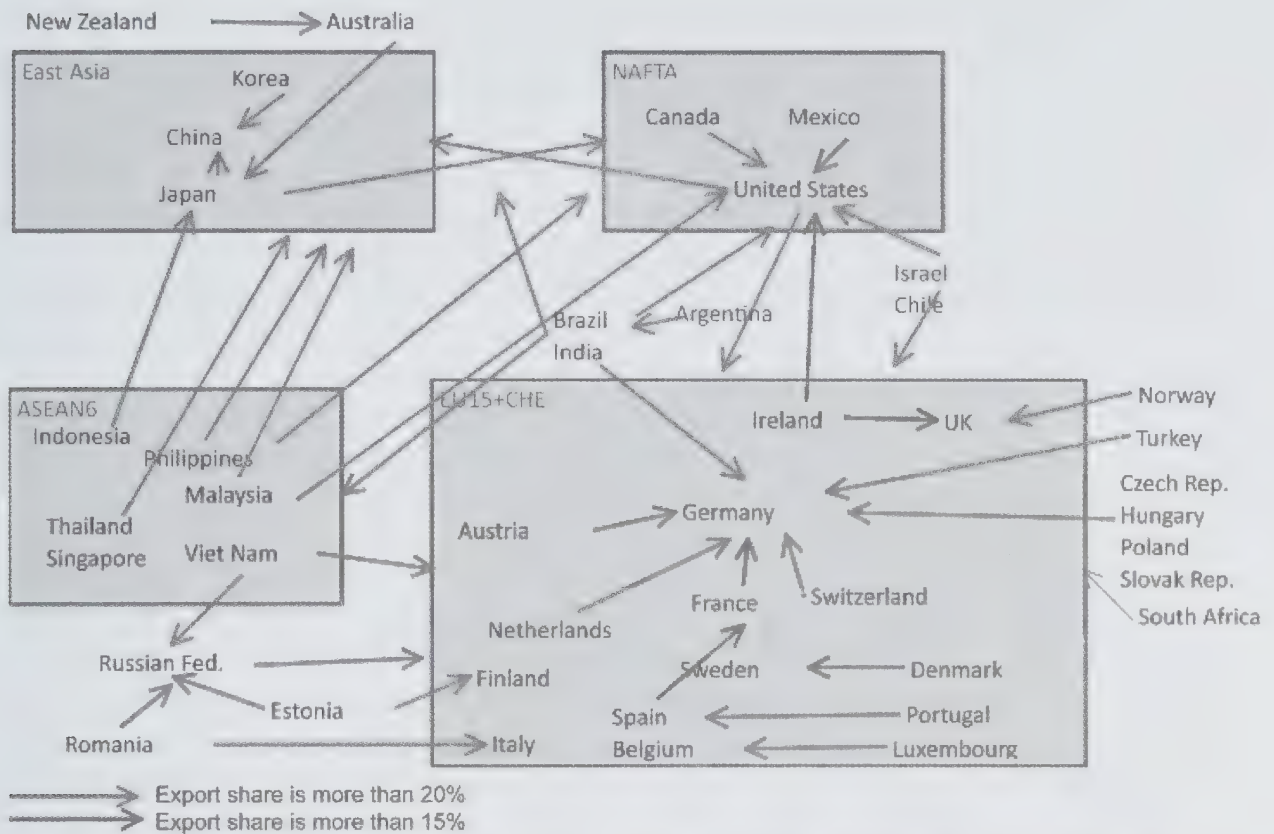 New Zealand
Australia
East Asia
Korea
China
Japan
NAFTA
Canada
Mexico
United States
Israel
Chile
Brazil
India
Argentina
ASEAN6
Indonesia
Philippines
Malaysia
Thailand
Singapore
Viet Nam
EU15+CHE
Ireland
UK
Norway
Turkey
Czech Rep.
Hungary
Poland
Slovak Rep.
South Africa
Austria
Germany
France
Switzerland
Netherlands
Russian Fed.
Finland
Sweden
Denmark
Estonia
Spain
Portugal
Romania
Italy
Belgium
Luxembourg
Export share is more than 20%
Export share is more than 15%